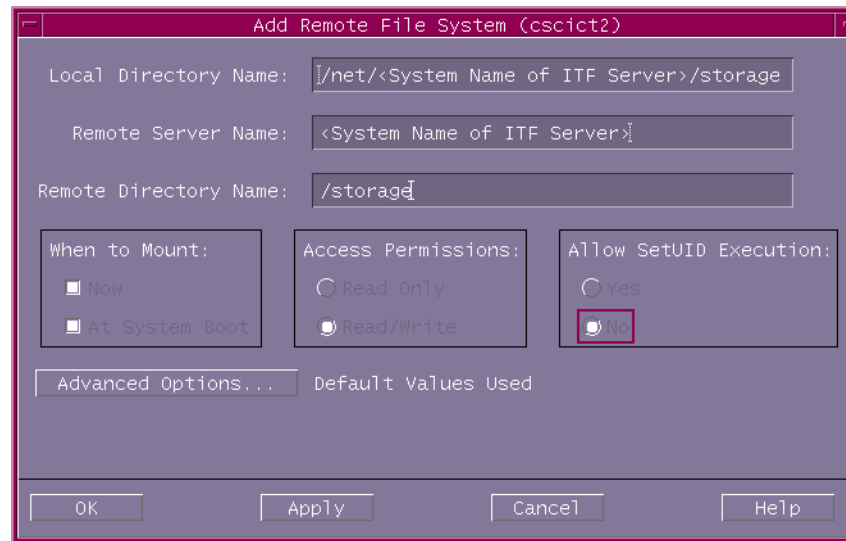 Add Remote File System (cscict2)
Local Directory Name: /net/<System Name of ITF Server>/storage
Remote Server Name: <System Name of ITF Server>
Remote Directory Name: /storage
When to Mount: Access Permissions: Allow SetUID Execution:
Now Read Only Yes
At System Boot Read/Write No
Advanced Options... Default Values Used
OK Apply Cancel Help